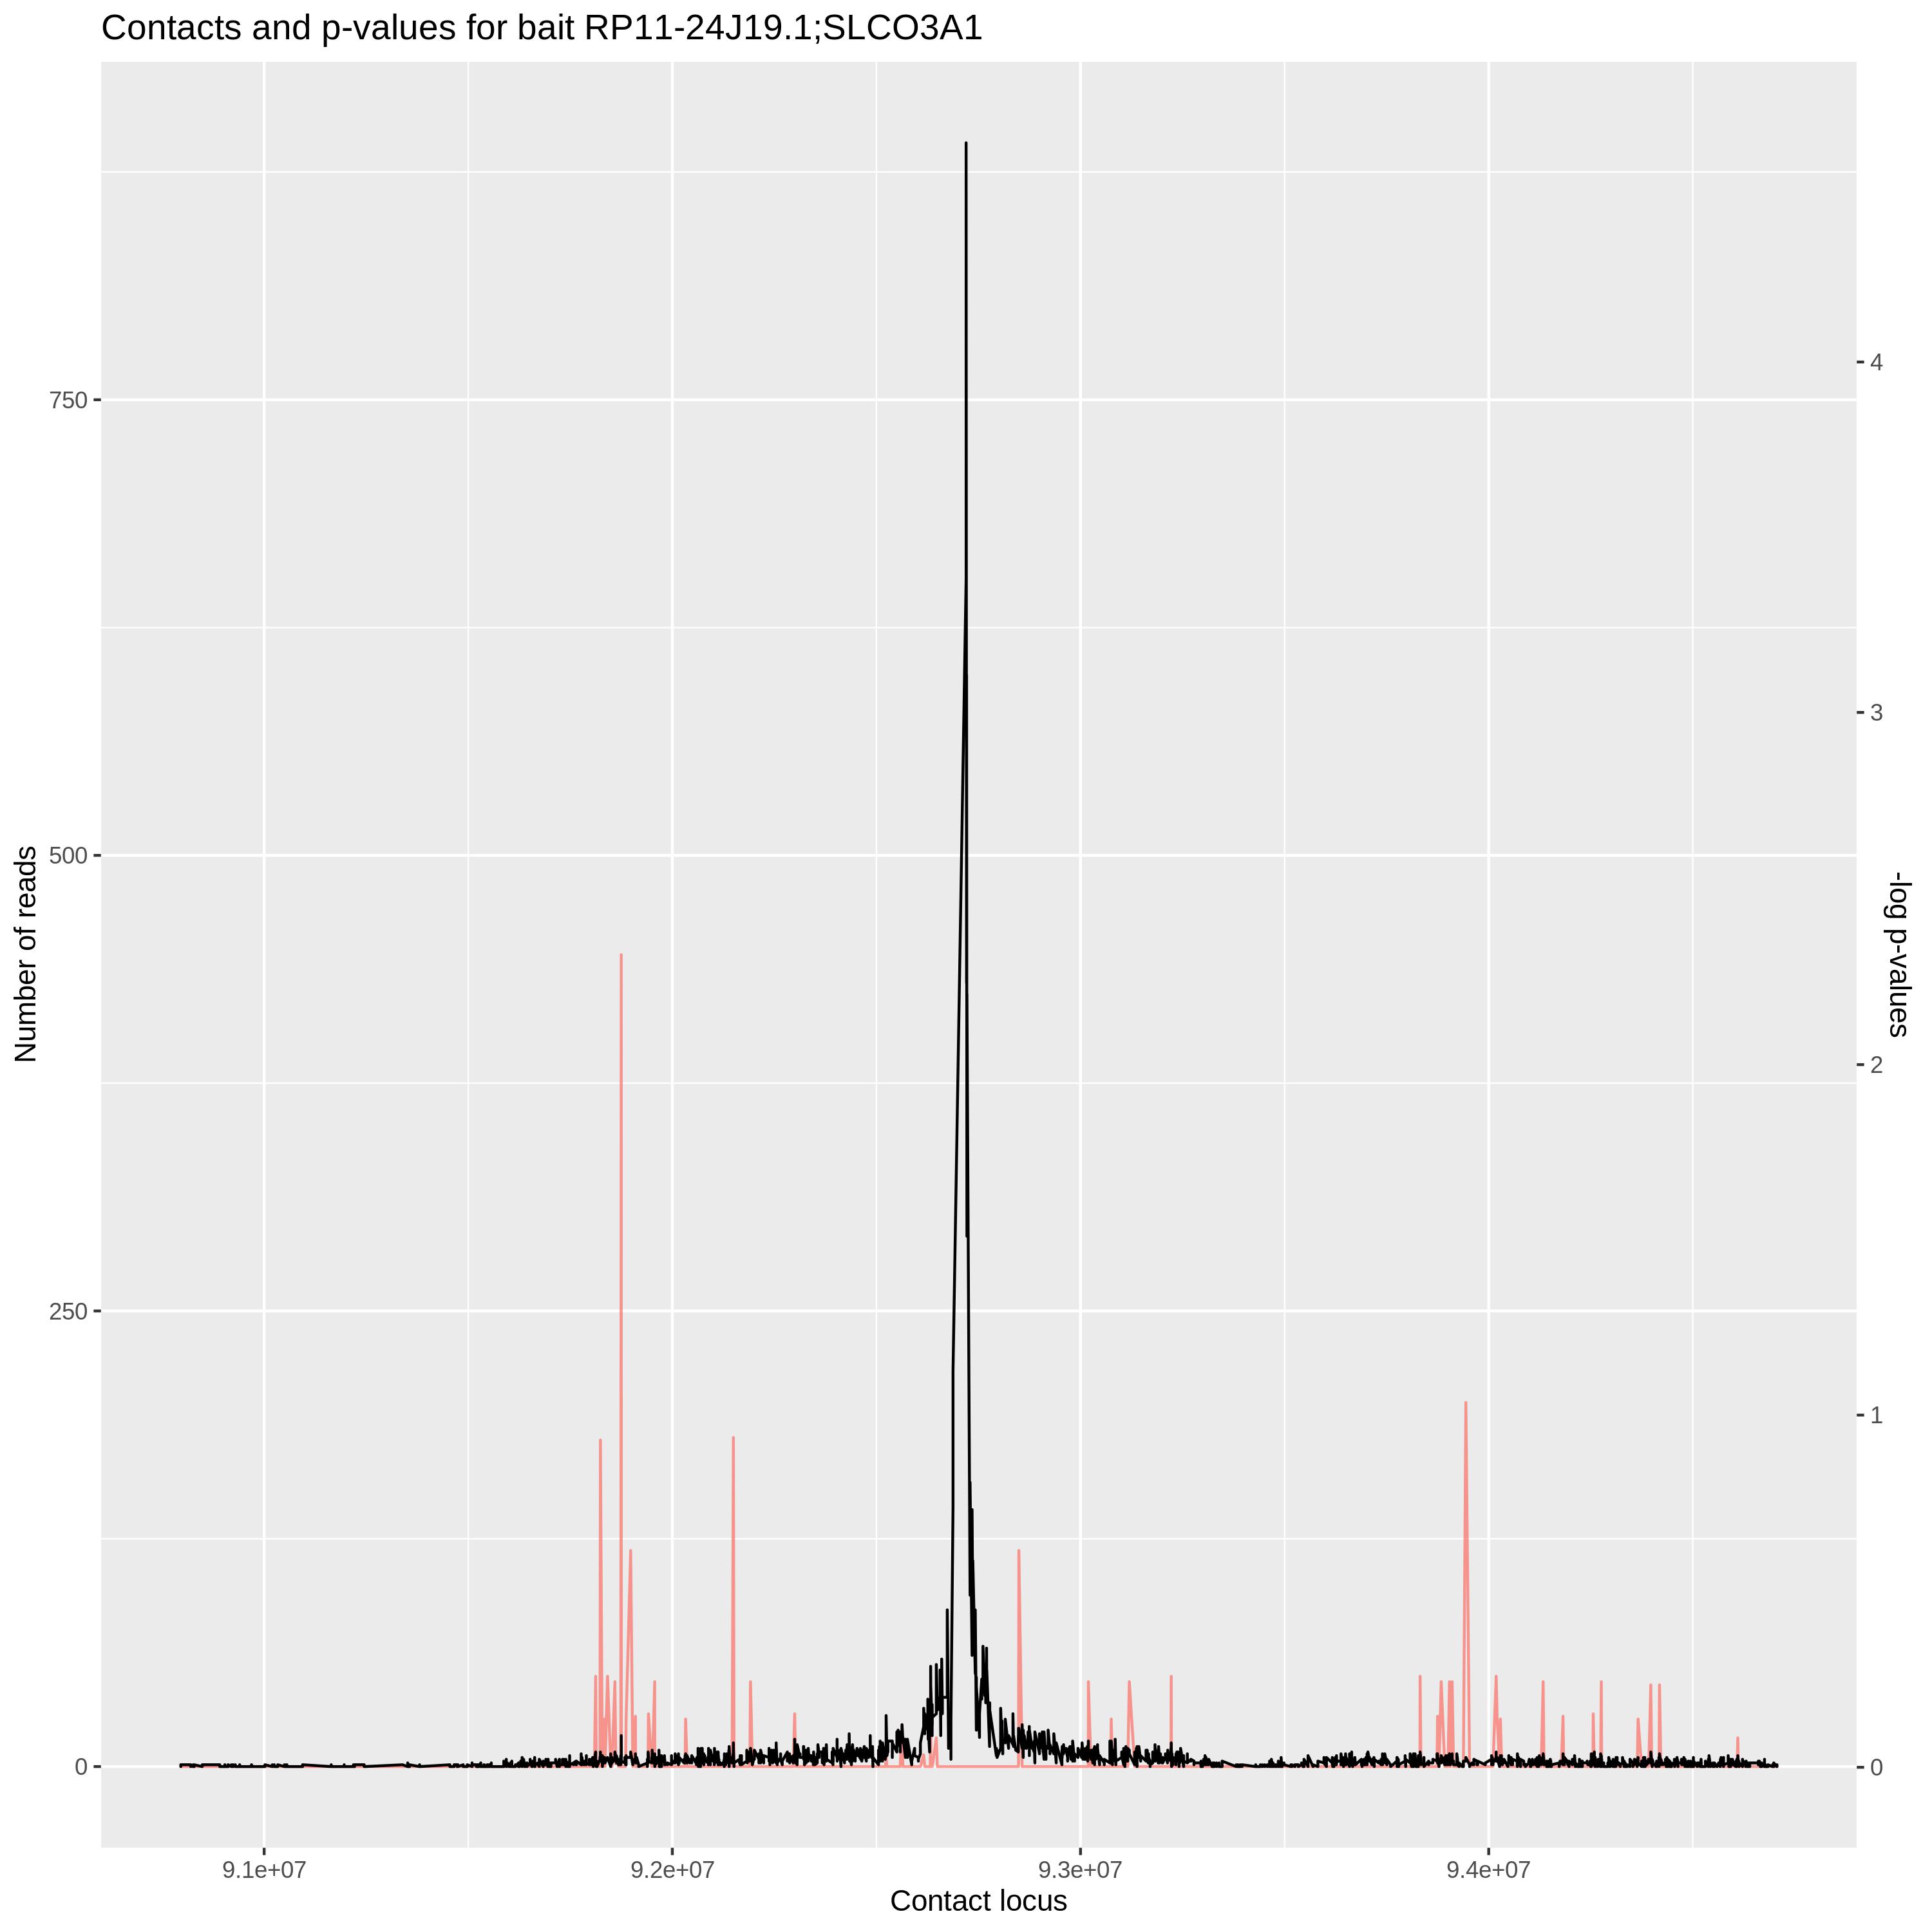 Contacts and p-values for bait RP11-24J19.1;SLCO3A1
Number of reads
750
500
250
0
4
3
2
1
0
-log p-values
9.1e+07
9.2e+07
9.3e+07
9.4e+07
Contact locus